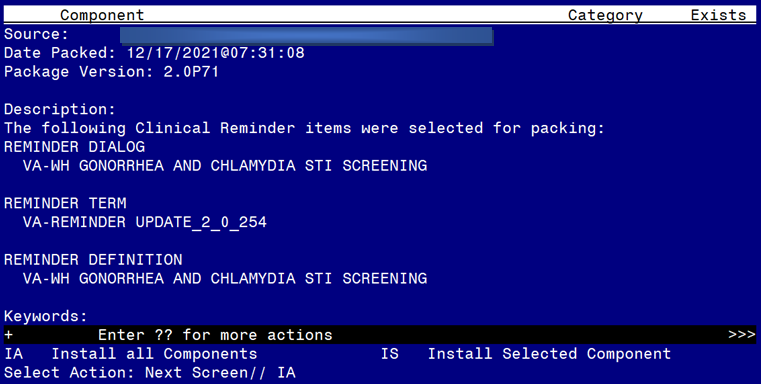 Component Category Exists
Source:
Date Packed: 12/17/2021@07:31:08
Package Version: 2.0P71
Description:
The following Clinical Reminder items were selected for packing:
REMINDER DIALOG
VA-WH GONORRHEA AND CHLAMYDIA STI SCREENING
REMINDER TERM
VA-REMINDER UPDATE_2_0_254
REMINDER DEFINITION
VA-WH GONORRHEA AND CHLAMYDIA STI SCREENING
Keywords:
+ Enter ?? for more actions >>>
IA Install all Components IS Install Selected Component
Select Action: Next Screen// IA